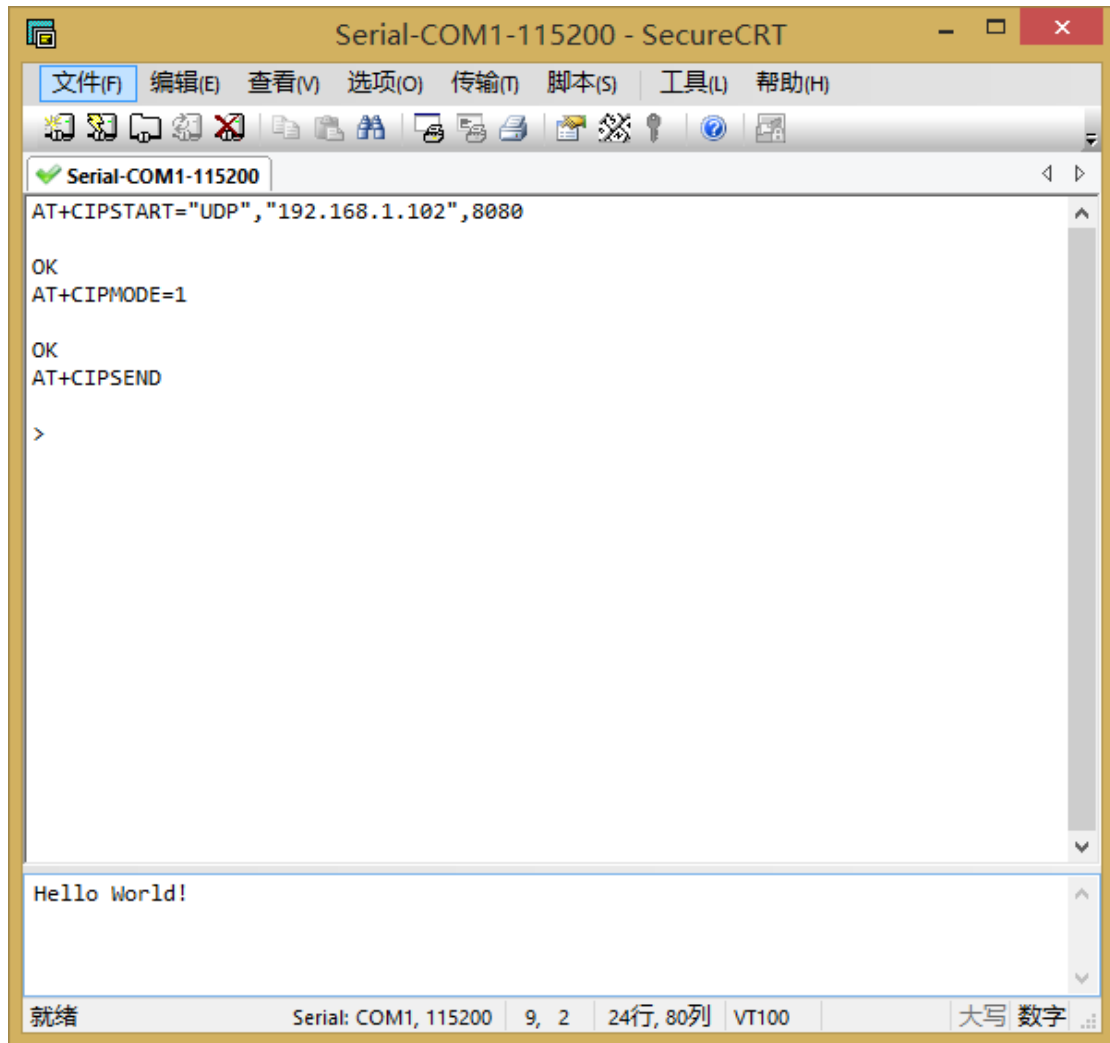 Serial-COM1-115200 - SecureCRT
文件(F) 编辑(E) 查看(V) 选项(O) 传输(T) 脚本(S) 工具(L) 帮助(H)
Serial-COM1-115200
AT+CIPSTART="UDP","192.168.1.102",8080
OK
AT+CIPMODE=1
OK
AT+CIPSEND
>
Hello World!
就绪 Serial: COM1, 115200 9, 2 24行, 80列 VT100 大写 数字